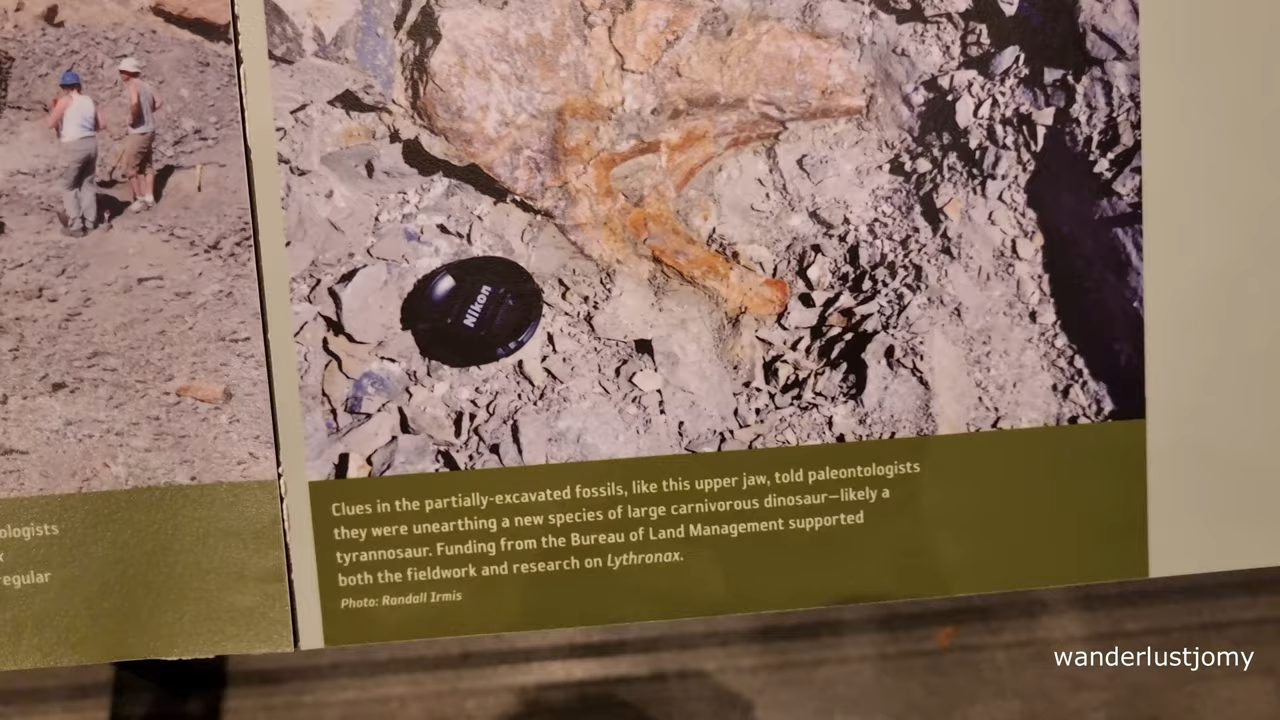 Nikon
ologists
regular
Clues in the partially-excavated fossils, like this upper jaw, told paleontologists
they were unearthing a new species of large carnivorous dinosaur—likely a
tyrannosaur. Funding from the Bureau of Land Management supported
both the fieldwork and research on Lythronax.
Photo: Randall Irmis
wanderlustjomy